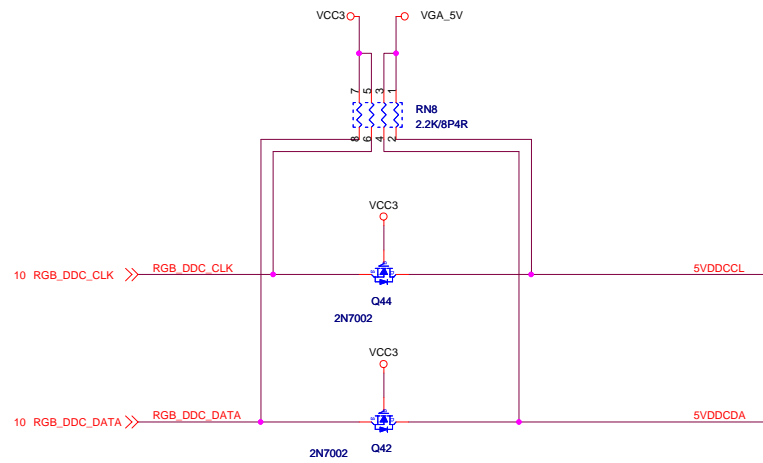 VCC3
VGA_5V
7 5 3 1
RN8
2.2K/8P4R
8 6 4 2
VCC3
10 RGB_DDC_CLK
RGB_DDC_CLK
5VDDCCL
Q44
2N7002
VCC3
10 RGB_DDC_DATA
RGB_DDC_DATA
5VDDCDA
2N7002
Q42